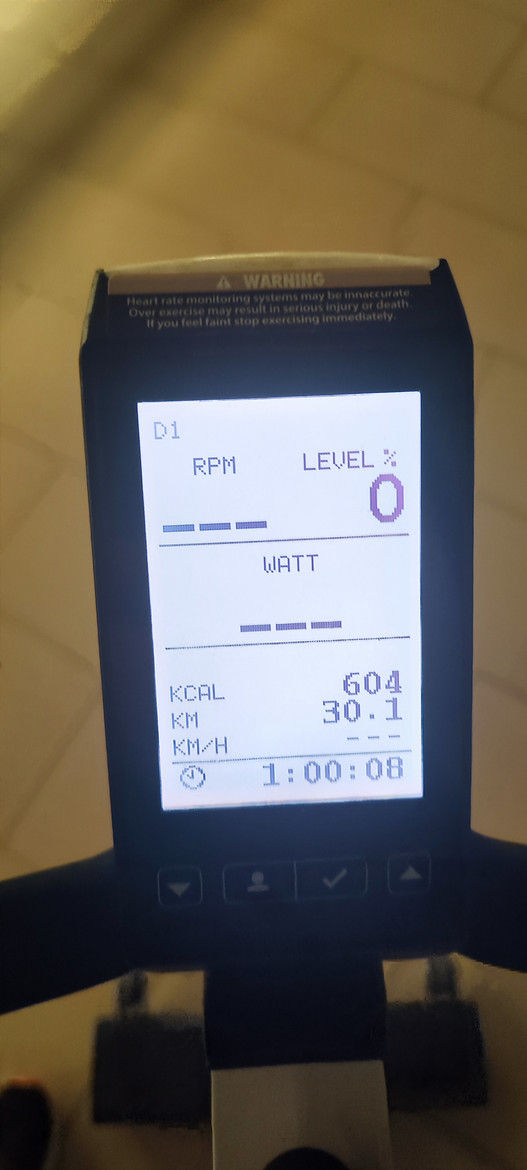 WARNING
Heart rate monitoring systems may be innaccurate.
Over exercise may result in serious injury or death.
If you feel faint stop exercising immediately.
D1
RPM LEVEL %
--- 0
WATT
---
KCAL 604
KM 30.1
KM/H ---
1:00:08